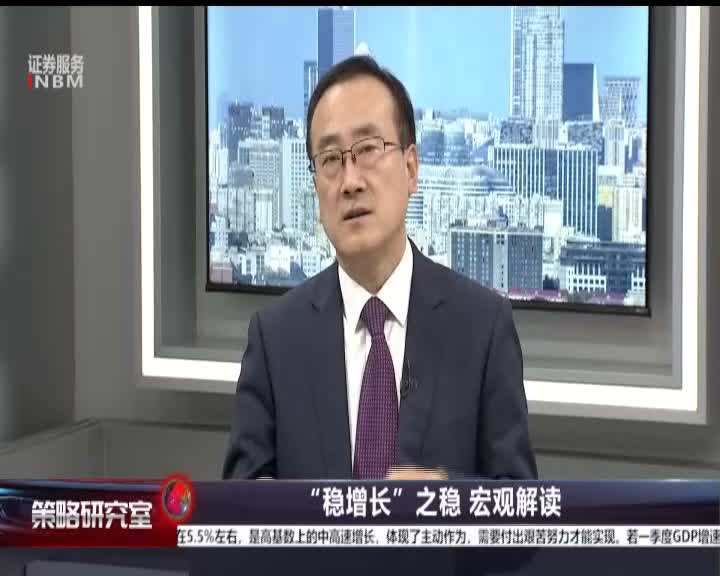 证券服务
iNBM
“稳增长”之稳 宏观解读
策略研究室
在5.5%左右，是高基数上的中高速增长，体现了主动作为，需要付出艰苦努力才能实现。若一季度GDP增速